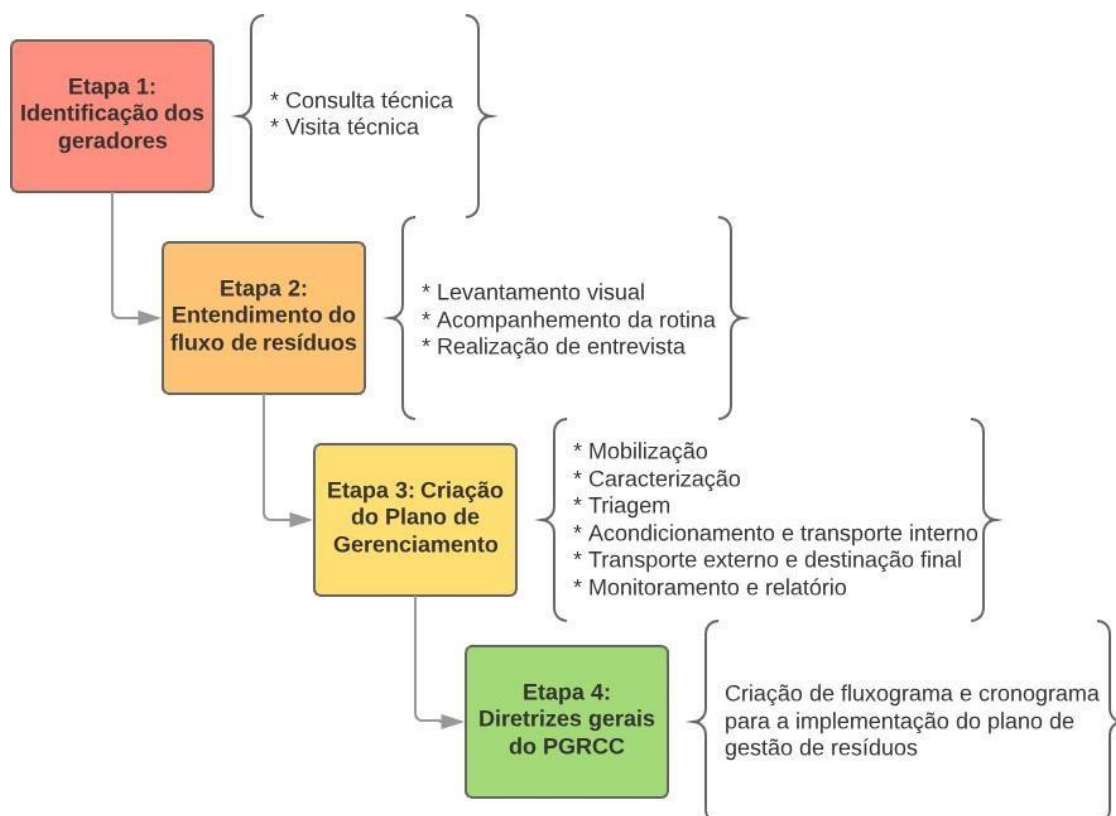 Etapa 1:
Identificação dos
geradores
* Consulta técnica
* Visita técnica
Etapa 2:
Entendimento do
fluxo de resíduos
* Levantamento visual
* Acompanhemento da rotina
* Realização de entrevista
Etapa 3: Criação
do Plano de
Gerenciamento
* Mobilização
* Caracterização
* Triagem
* Acondicionamento e transporte interno
* Transporte externo e destinação final
* Monitoramento e relatório
Etapa 4:
Diretrizes gerais
do PGRCC
Criação de fluxograma e cronograma
para a implementação do plano de
gestão de resíduos